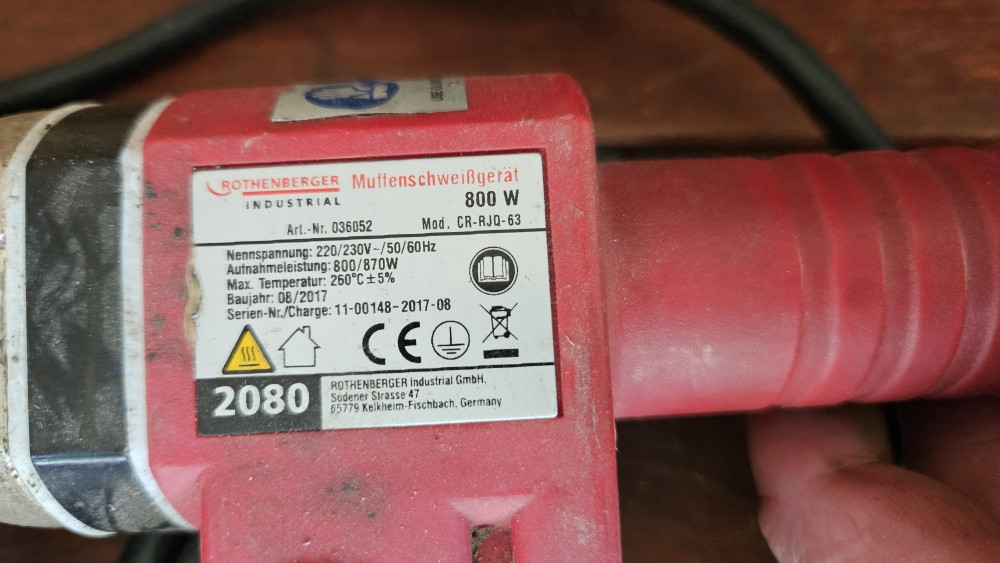 ROTHENBERGER Muffenschweißgerät
INDUSTRIAL 800 W
Art.-Nr. 036052 Mod. CR-RJQ-63
Nennspannung: 220/230V~/50/60Hz
Aufnahmeleistung: 800/870W
Max. Temperatur: 260°C±5%
Baujahr: 08/2017
Serien-Nr./Charge: 11-00148-2017-08
CE
2080
ROTHENBERGER Industrial GmbH,
Sodener Strasse 47
65779 Kelkheim-Fischbach, Germany